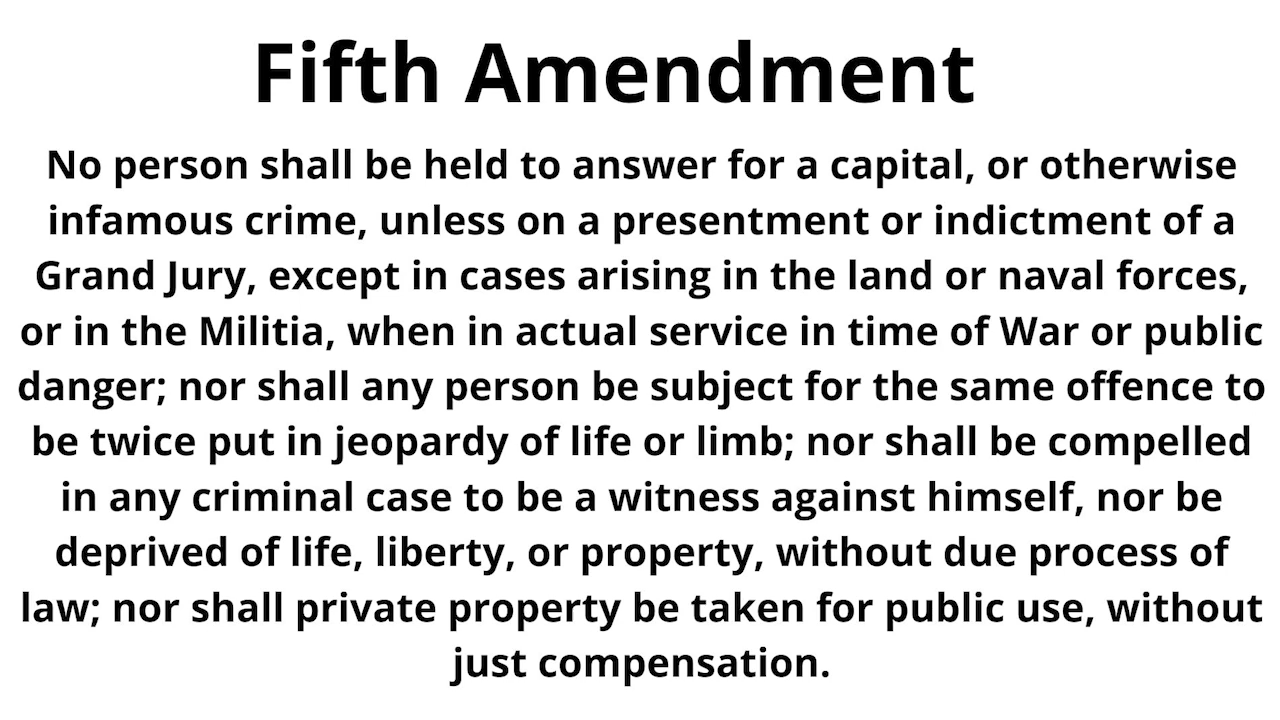 Fifth Amendment
No person shall be held to answer for a capital, or otherwise
infamous crime, unless on a presentment or indictment of a
Grand Jury, except in cases arising in the land or naval forces,
or in the Militia, when in actual service in time of War or public
danger; nor shall any person be subject for the same offence to
be twice put in jeopardy of life or limb; nor shall be compelled
in any criminal case to be a witness against himself, nor be
deprived of life, liberty, or property, without due process of
law; nor shall private property be taken for public use, without
just compensation.